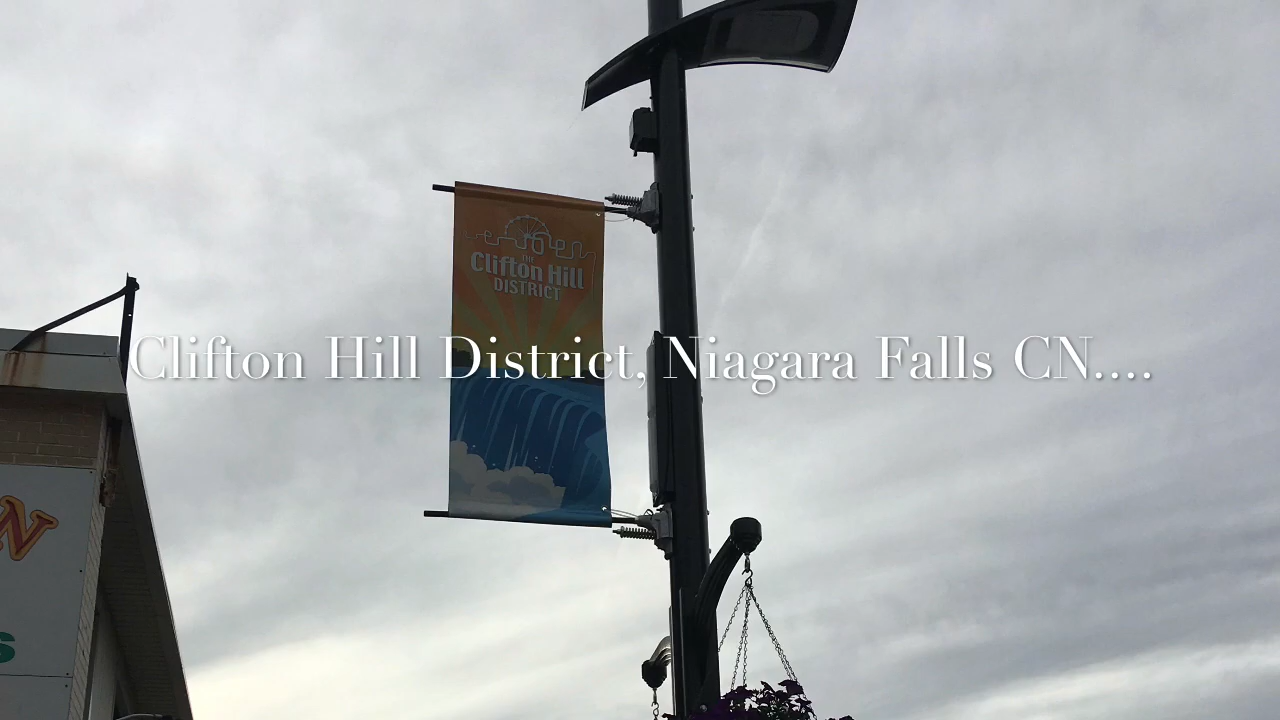 THE
Clifton Hill
DISTRICT
Clifton Hill District, Niagara Falls CN....
N
S